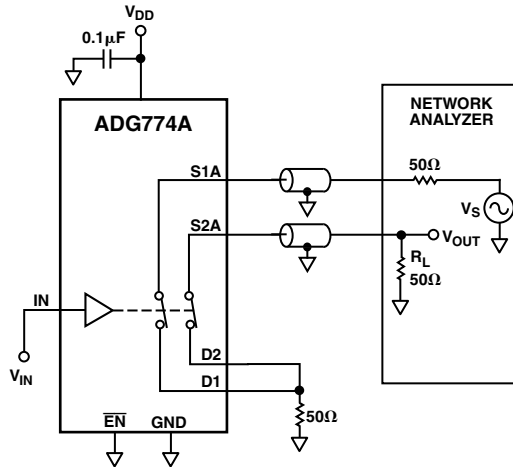 VDD
0.1µF
ADG774A
NETWORK
ANALYZER
S1A
50Ω
VS
S2A
VOUT
RL
50Ω
IN
VIN
D2
D1
50Ω
EN
GND